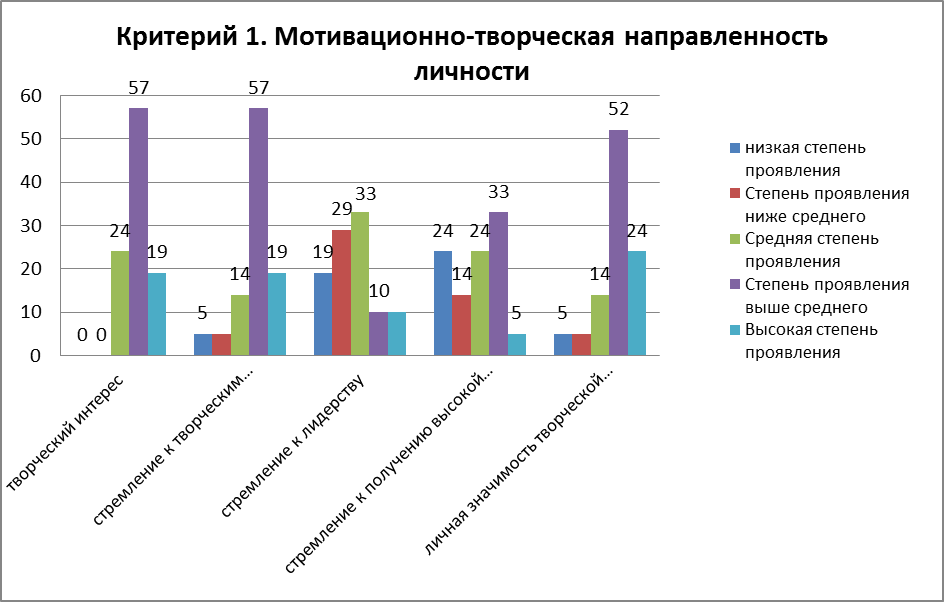 Критерий 1. Мотивационно-творческая направленность
личности
60
50
40
30
20
10
0
0 0 24 57 19
5 14 57 19
19 29 33 10
24 14 24 33 5
5 14 52 24
творческий интерес
стремление к творческим...
стремление к лидерству
стремление к получению высокой...
личная значимость творческой...
низкая степень
проявления
Степень проявления
ниже среднего
Средняя степень
проявления
Степень проявления
выше среднего
Высокая степень
проявления